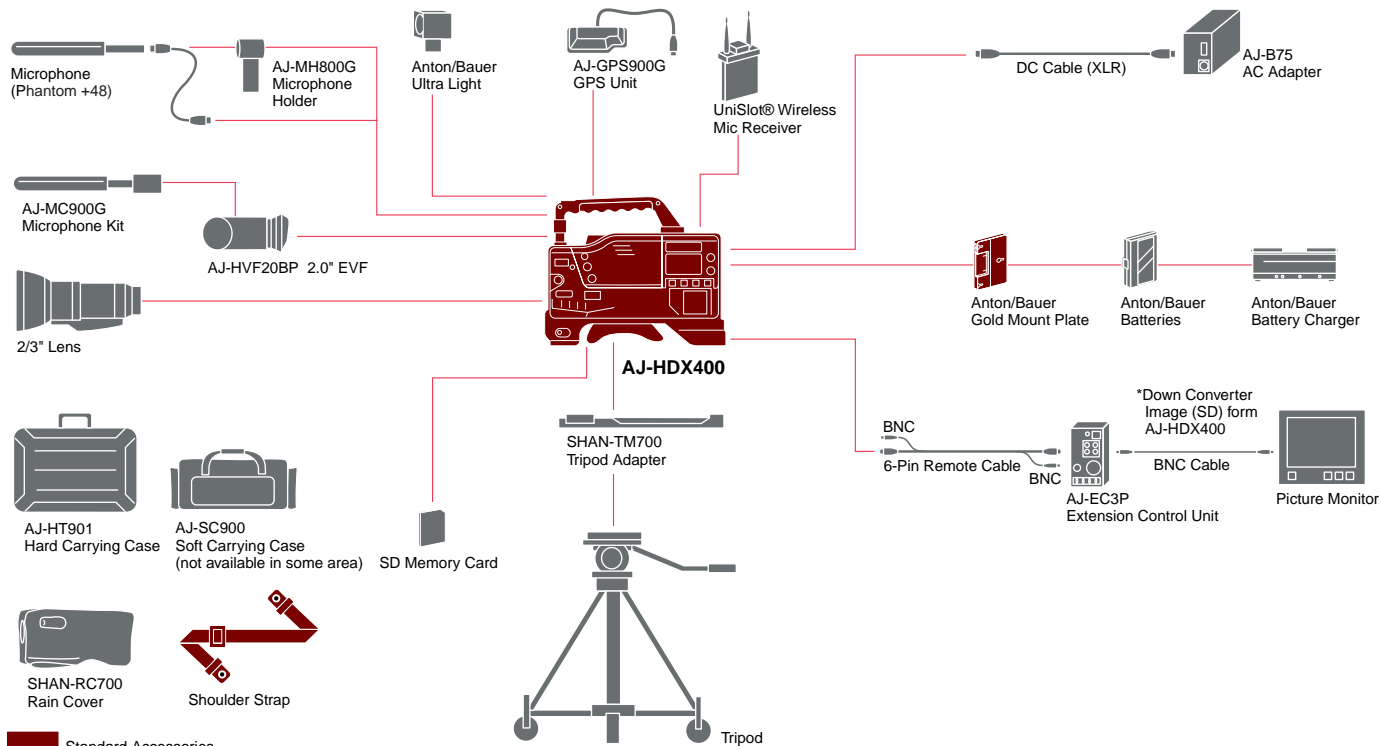 Microphone
(Phantom +48)
AJ-MH800G
Microphone
Holder
Anton/Bauer
Ultra Light
AJ-GPS900G
GPS Unit
UniSlot® Wireless
Mic Receiver
DC Cable (XLR)
AJ-B75
AC Adapter
AJ-MC900G
Microphone Kit
AJ-HVF20BP 2.0" EVF
2/3" Lens
AJ-HDX400
Anton/Bauer
Gold Mount Plate
Anton/Bauer
Batteries
Anton/Bauer
Battery Charger
SHAN-TM700
Tripod Adapter
BNC
6-Pin Remote Cable
BNC
AJ-EC3P
Extension Control Unit
*Down Converter
Image (SD) form
AJ-HDX400
BNC Cable
Picture Monitor
AJ-HT901
Hard Carrying Case
AJ-SC900
Soft Carrying Case
(not available in some area)
SD Memory Card
SHAN-RC700
Rain Cover
Shoulder Strap
Tripod
Standard Accessories